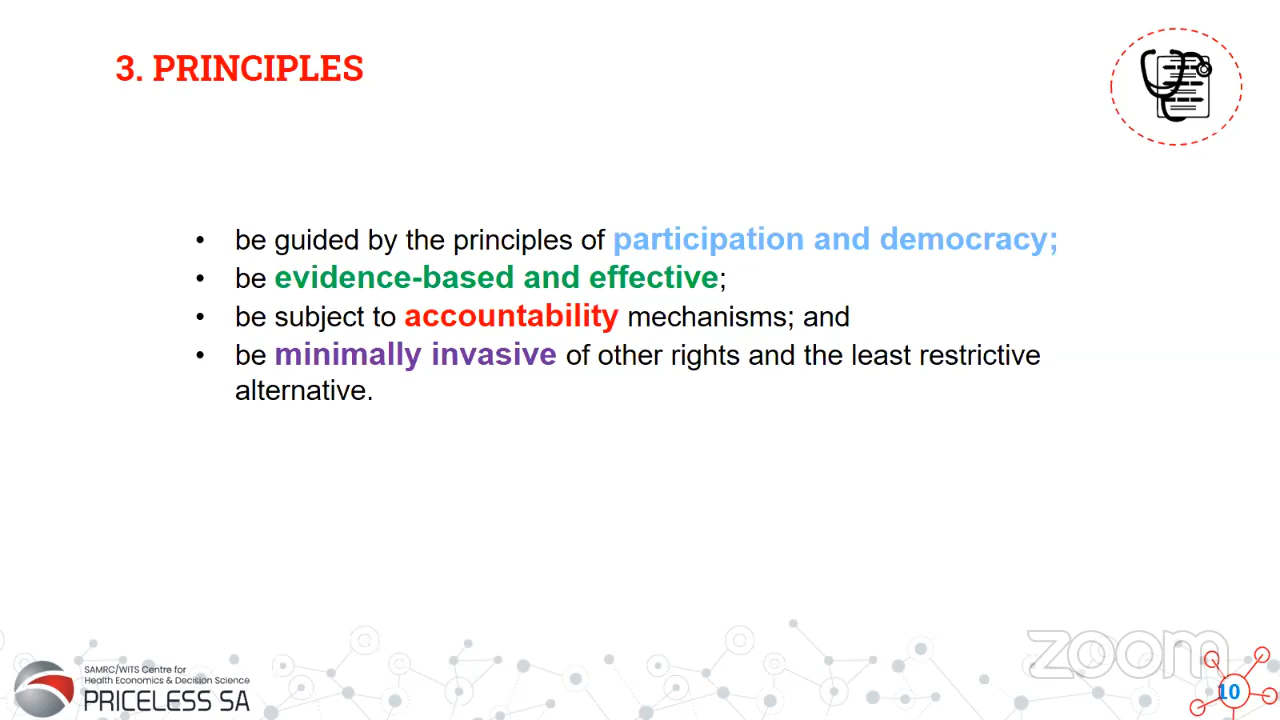 3. PRINCIPLES
• be guided by the principles of participation and democracy;
• be evidence-based and effective;
• be subject to accountability mechanisms; and
• be minimally invasive of other rights and the least restrictive
alternative.
zoom
SAMRC/WITS Centre for
Health Economics & Decision Science
PRICELESS SA
10